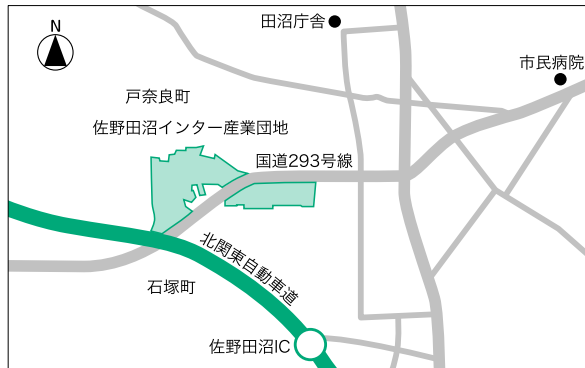 N
田沼庁舎
市民病院
戸奈良町
佐野田沼インター産業団地
国道293号線
北関東自動車道
石塚町
佐野田沼IC